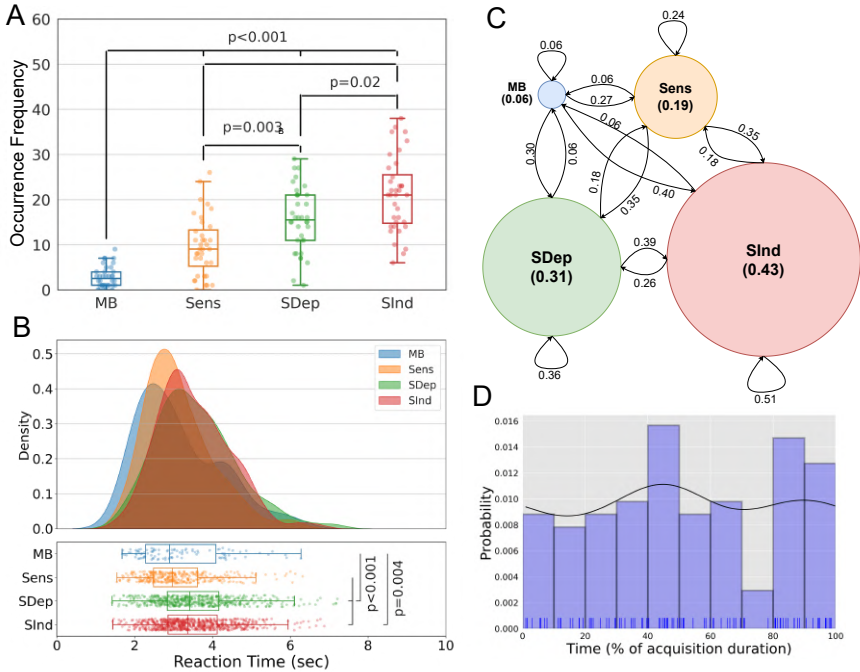 A
60
50
40
30
20
10
0
Occurrence Frequency
p<0.001
p=0.02
p=0.003
MB
Sens
SDep
SInd
B
0.5
0.4
0.3
0.2
0.1
0.0
Density
MB
Sens
SDep
SInd
MB
Sens
SDep
SInd
p<0.001
p=0.004
0
2
4
6
8
10
Reaction Time (sec)
C
0.06
0.24
MB
(0.06)
Sens
(0.19)
0.06
0.27
0.06
0.40
0.30
0.06
0.18
0.35
0.35
0.18
SDep
(0.31)
SInd
(0.43)
0.39
0.26
0.36
0.51
D
0.016
0.014
0.012
0.010
0.008
0.006
0.004
0.002
0.000
Probability
0
20
40
60
80
100
Time (% of acquisition duration)